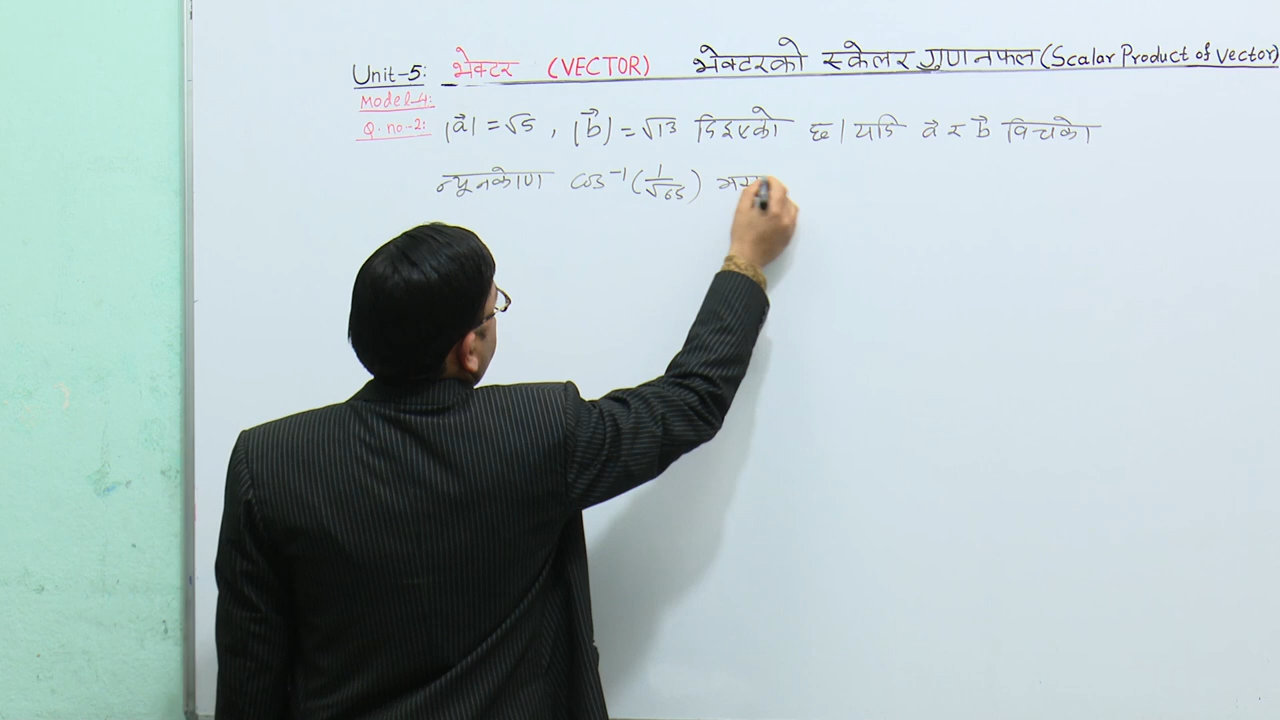 Unit-5: भेक्टर (VECTOR) भेक्टरको स्केलर गुणनफल (Scalar Product of Vector)
Model-4:
Q.no-2: |a⃗| = √5 , |b⃗| = √13 दिइएको छ। यदि a⃗ र b⃗ बिचको
न्यूनकोण cos⁻¹(1/√65)